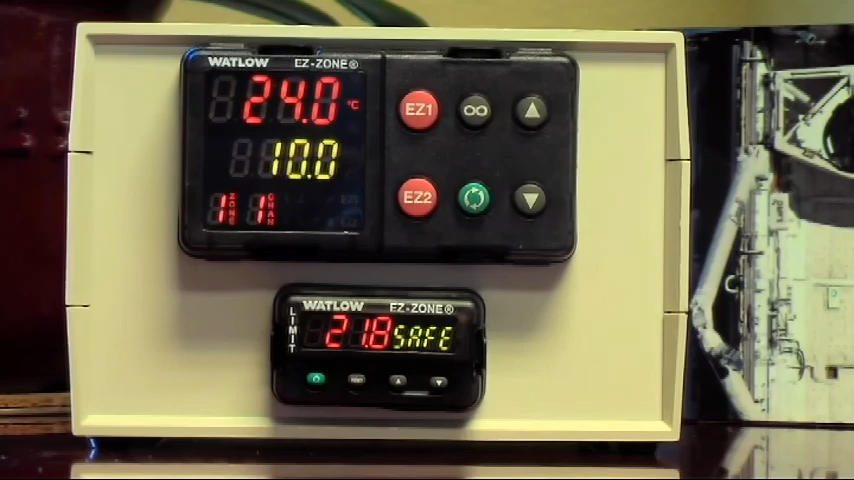 WATLOW EZ-ZONE®
24.0 °C
10.0
1 ZONE 1 CHAN
EZ1
EZ2
WATLOW EZ-ZONE®
LIMIT
21.8 SAFE